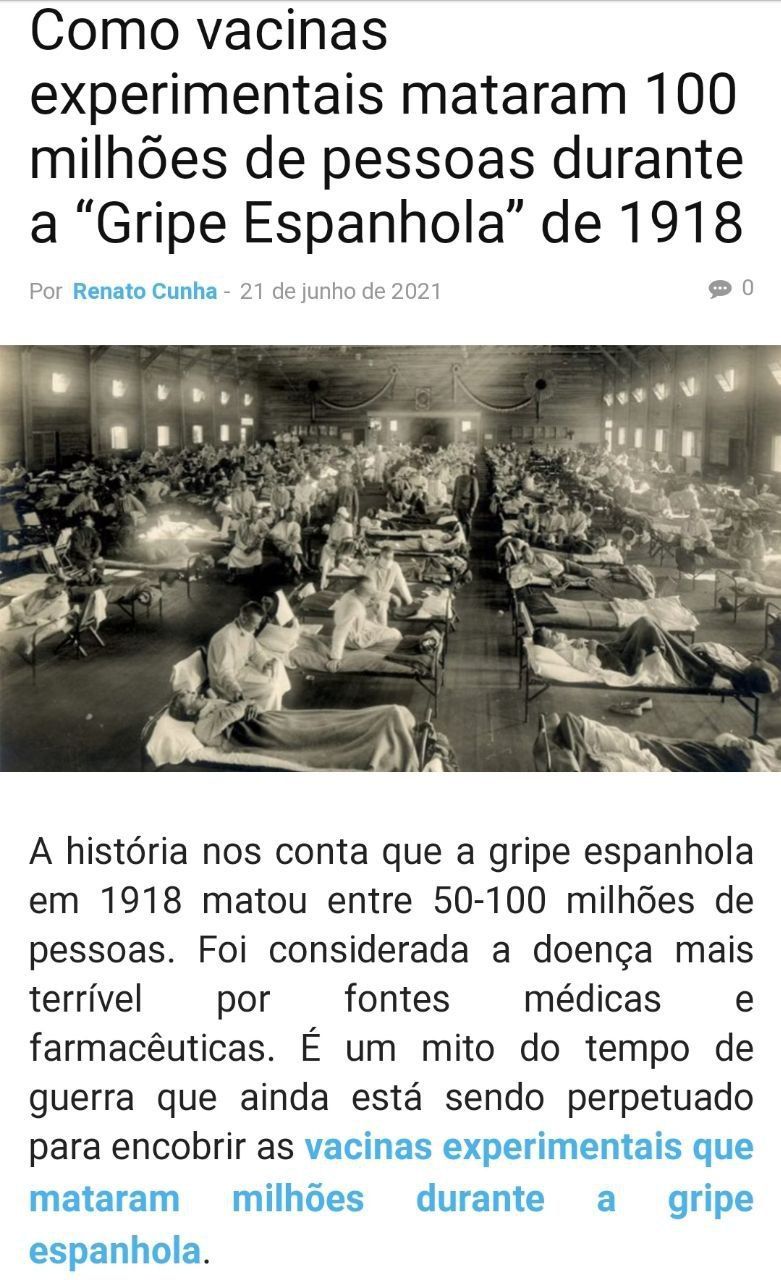 Como vacinas
experimentais mataram 100
milhões de pessoas durante
a “Gripe Espanhola” de 1918
Por Renato Cunha - 21 de junho de 2021 0
A história nos conta que a gripe espanhola
em 1918 matou entre 50-100 milhões de
pessoas. Foi considerada a doença mais
terrível por fontes médicas e
farmacêuticas. É um mito do tempo de
guerra que ainda está sendo perpetuado
para encobrir as vacinas experimentais que
mataram milhões durante a gripe
espanhola.